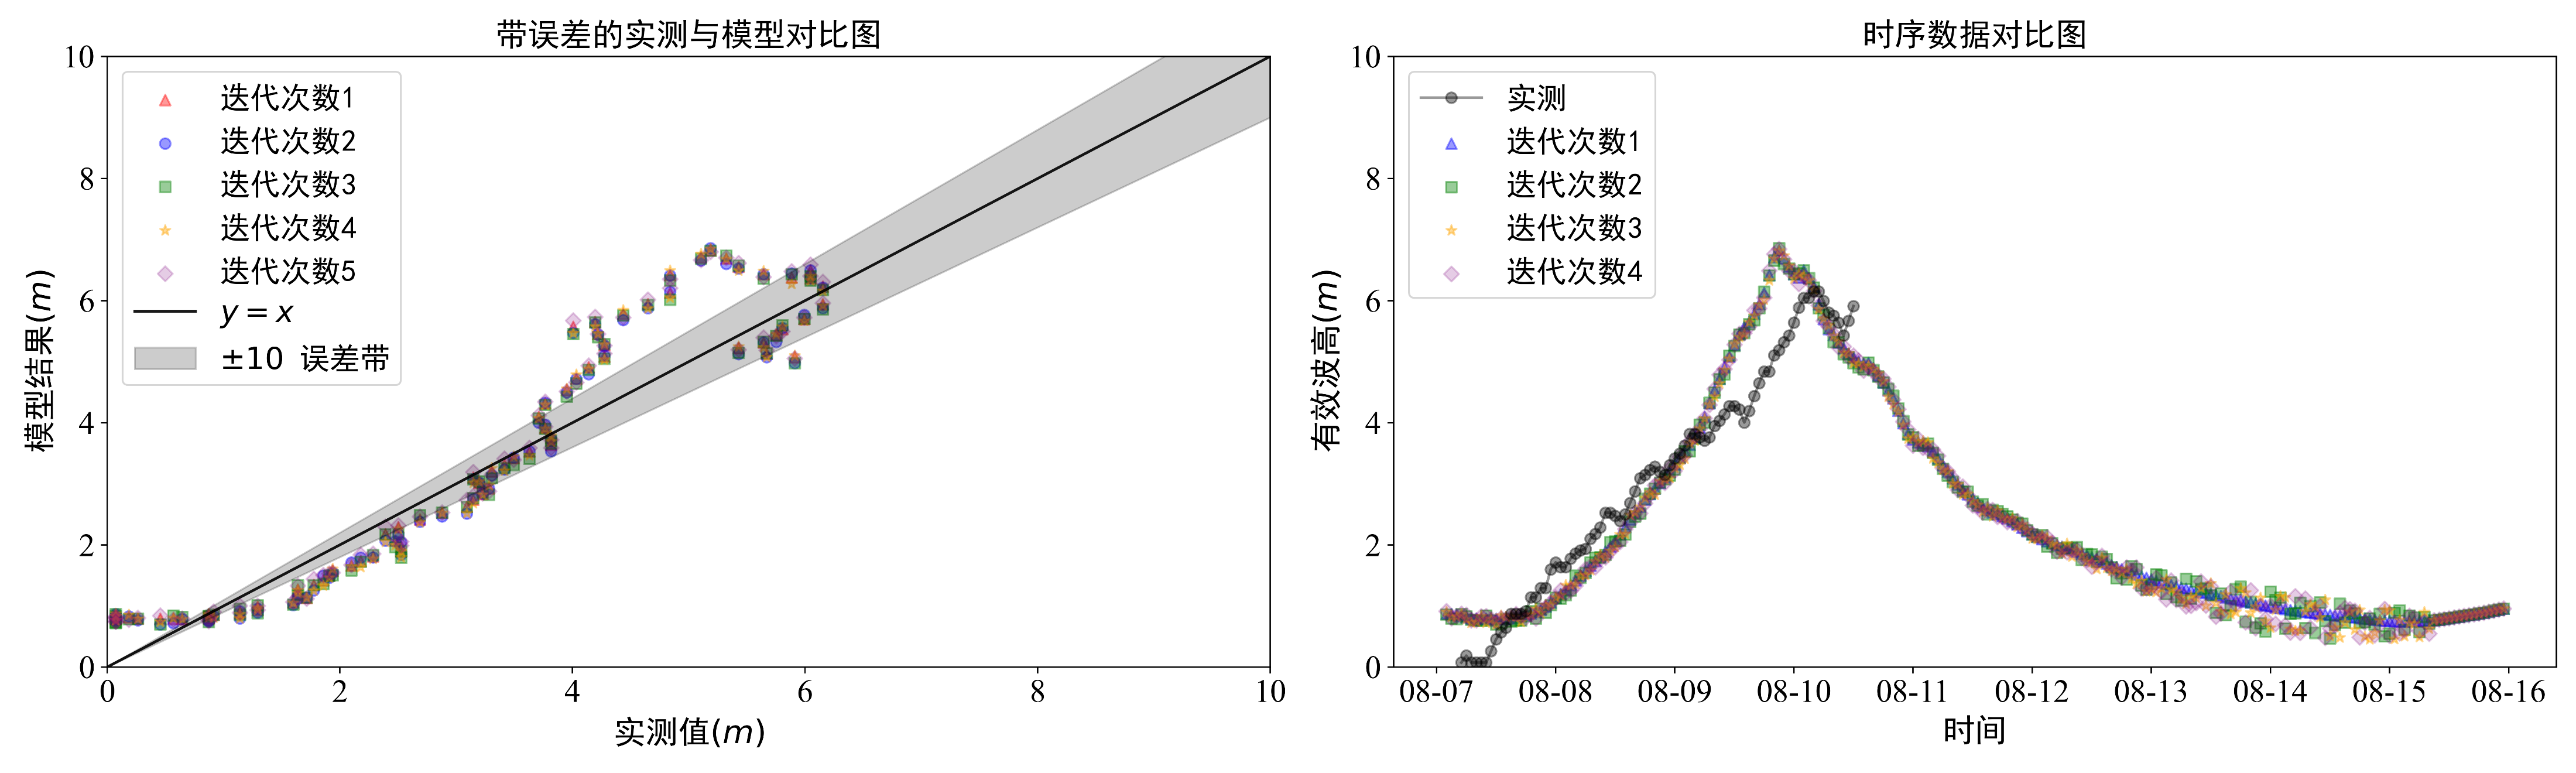 带误差的实测与模型对比图
10
8
6
4
2
0
模型结果(m)
迭代次数1
迭代次数2
迭代次数3
迭代次数4
迭代次数5
y = x
±10 误差带
0 2 4 6 8 10
实测值(m)
时序数据对比图
10
8
6
4
2
0
有效波高(m)
实测
迭代次数1
迭代次数2
迭代次数3
迭代次数4
08-07 08-08 08-09 08-10 08-11 08-12 08-13 08-14 08-15 08-16
时间